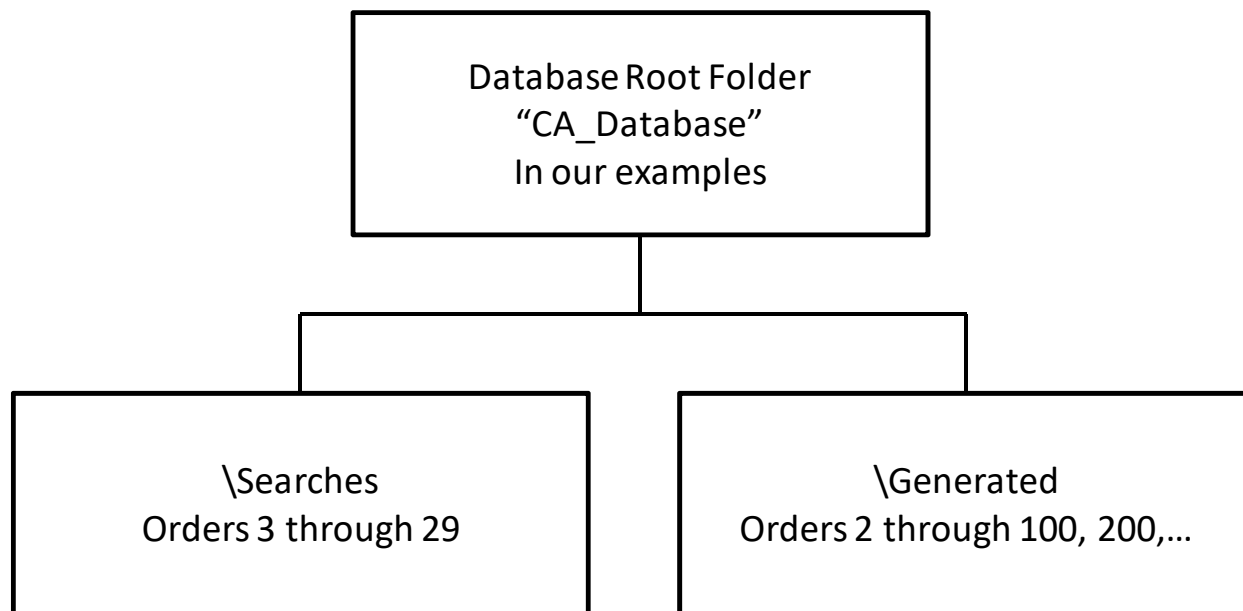 Database Root Folder
“CA_Database”
In our examples
\Searches
Orders 3 through 29
\Generated
Orders 2 through 100, 200,…